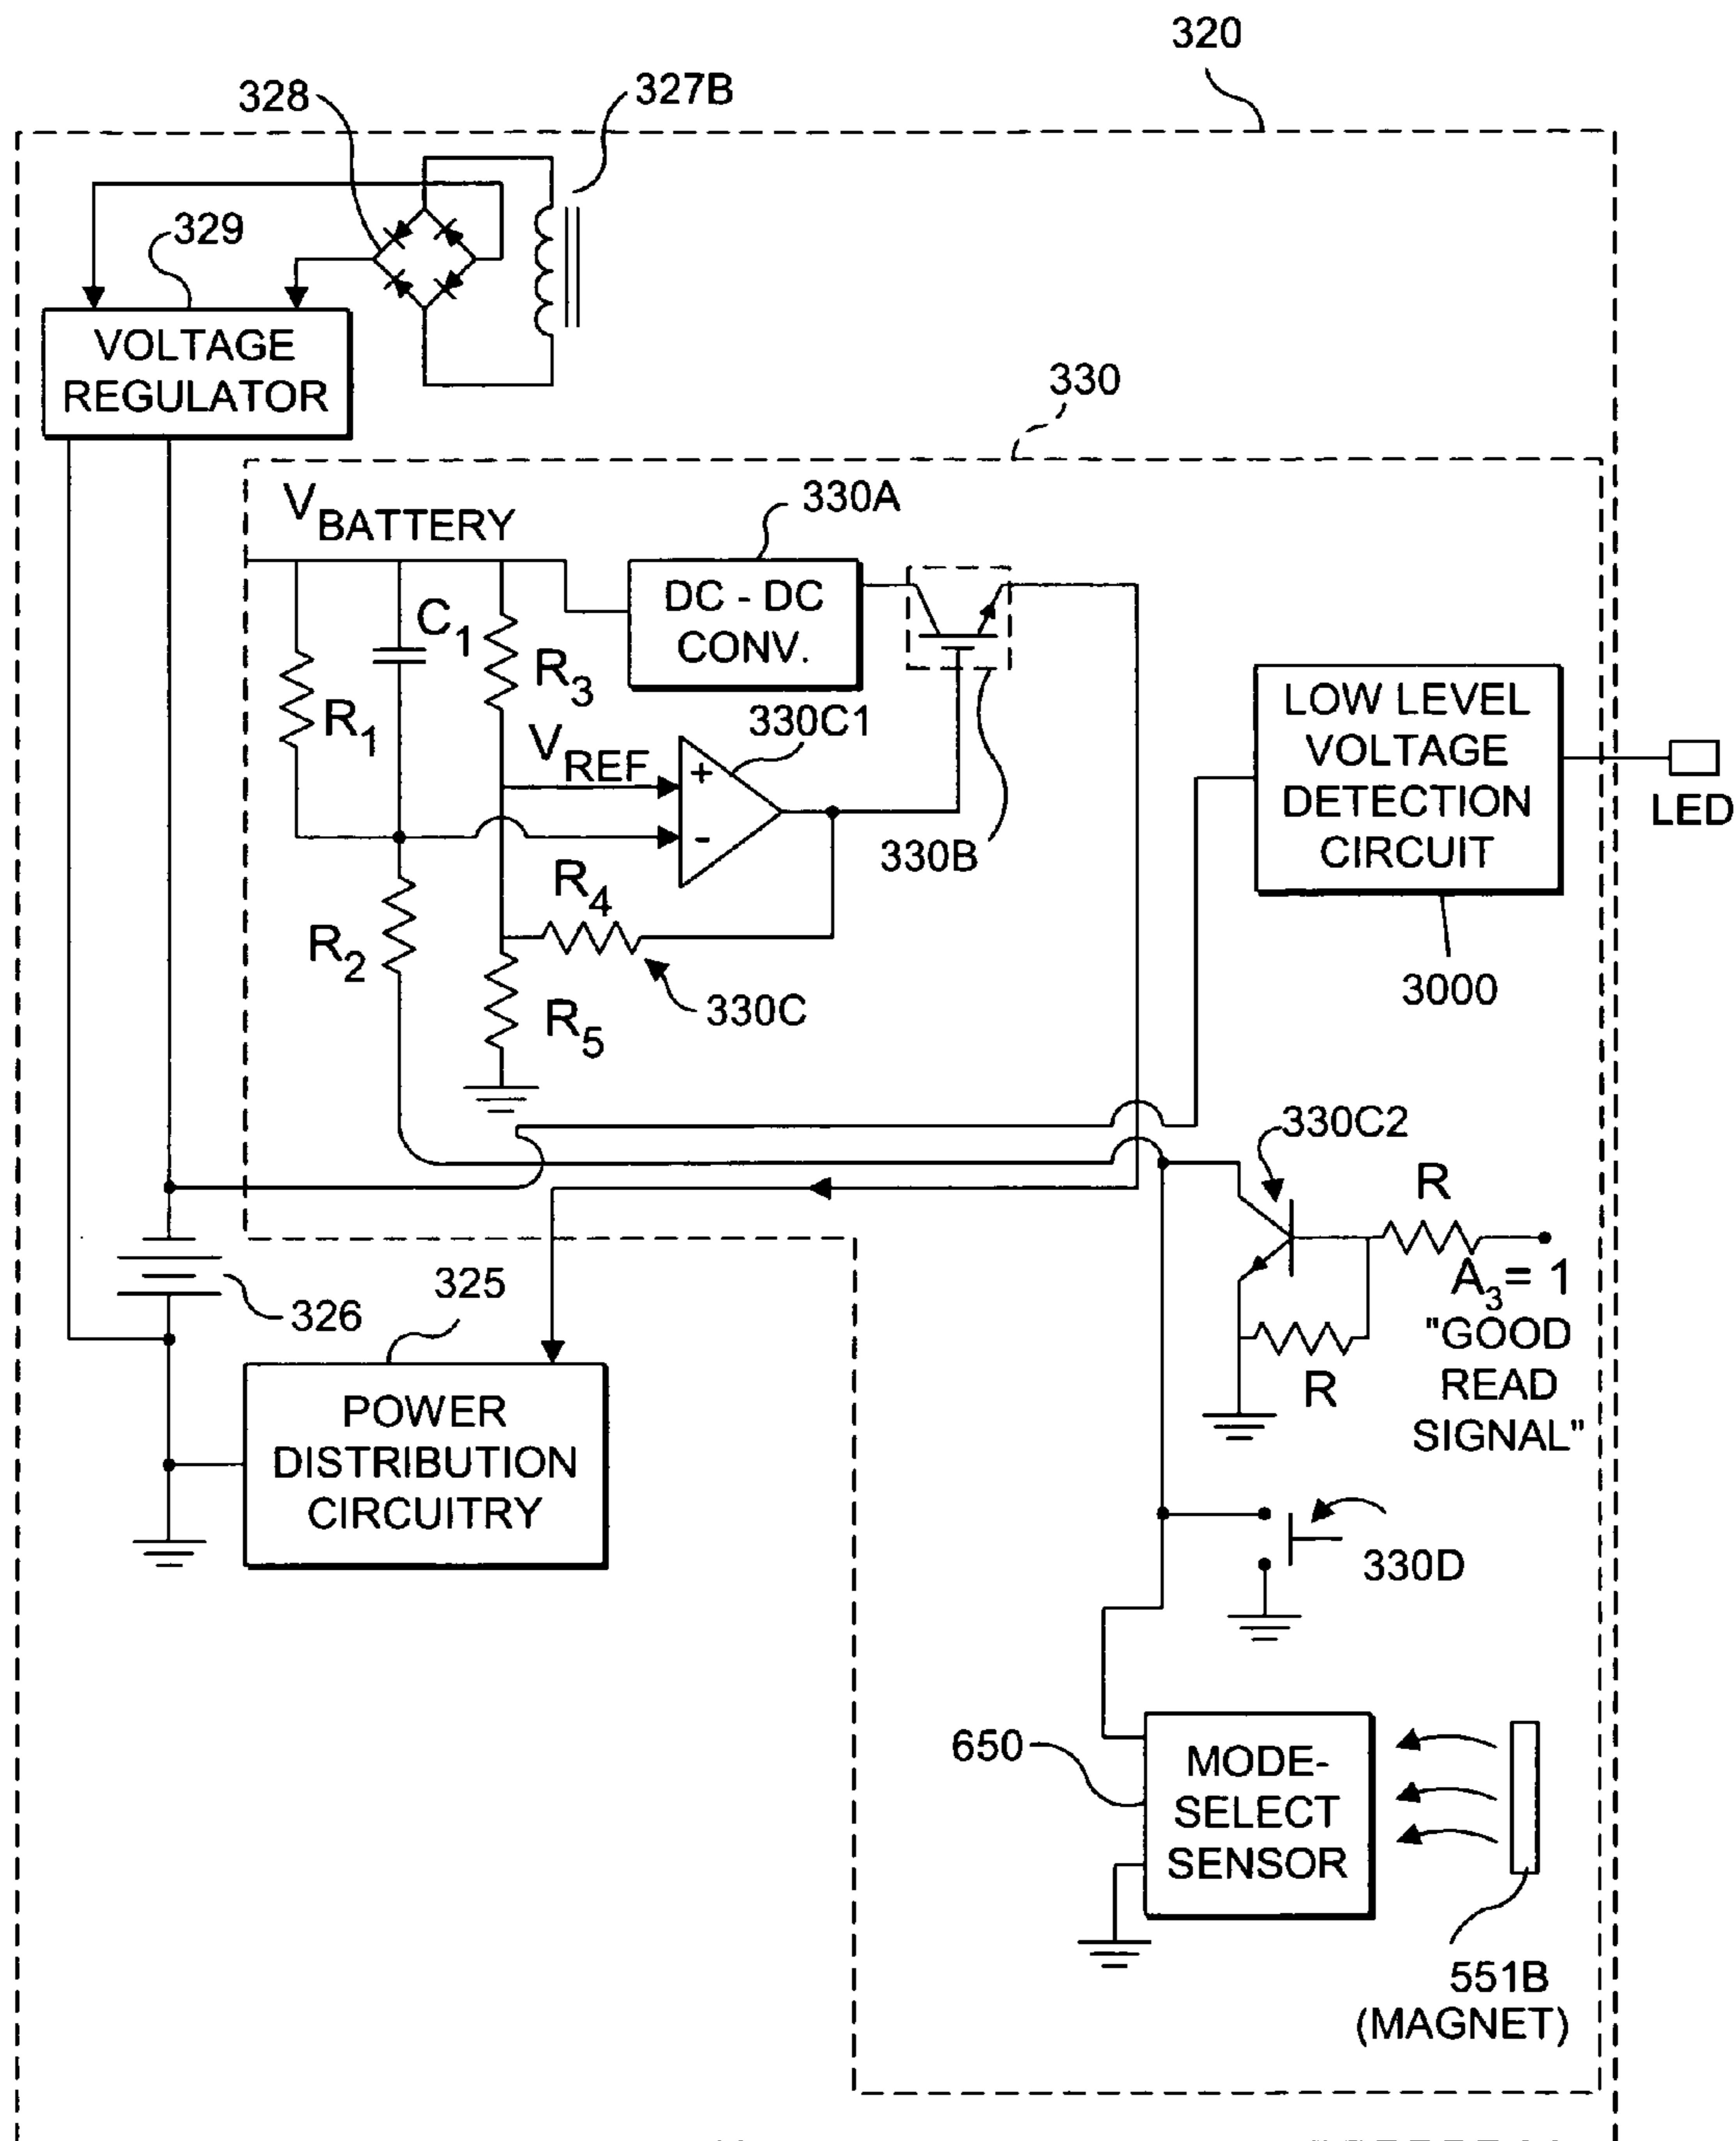 320
328
327B
329
VOLTAGE
REGULATOR
330
V BATTERY
330A
DC - DC
CONV.
C1
R3
R1
330C1
VREF
+
-
330B
LOW LEVEL
VOLTAGE
DETECTION
CIRCUIT
LED
R4
R2
3000
330C
R5
330C2
R
A3= 1
"GOOD
READ
SIGNAL"
R
326
325
POWER
DISTRIBUTION
CIRCUITRY
330D
650
MODE-
SELECT
SENSOR
551B
(MAGNET)